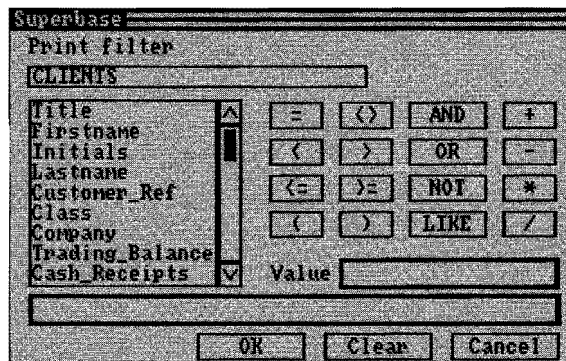 Superbase
Print filter
CLIENTS
Title
Firstname
Initials
Lastname
Customer_Ref
Class
Company
Trading_Balance
Cash_Receipts
= <> AND +
< > OR -
<= >= NOT *
( ) LIKE /
Value
OK Clear Cancel